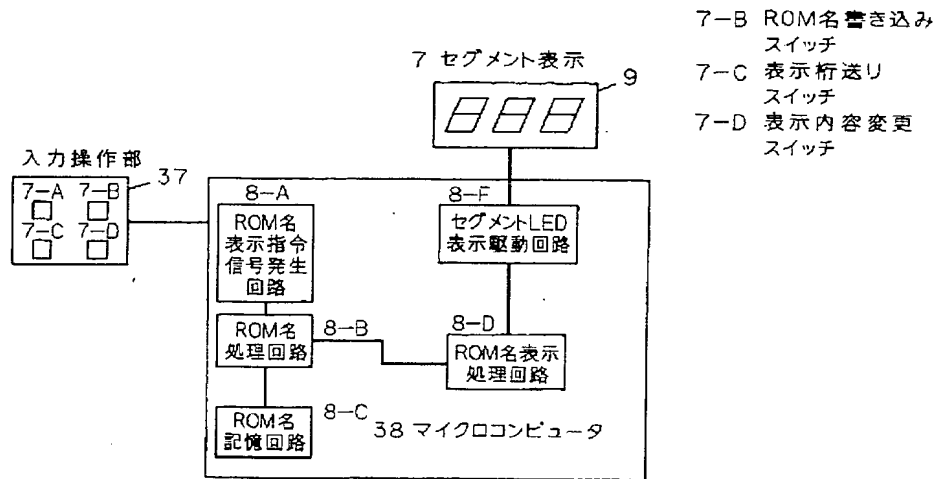 7-B ROM名書き込み
スイッチ
7-C 表示桁送り
スイッチ
7-D 表示内容変更
スイッチ
7 セグメント表示
9
888
入力操作部
37
7-A 7-B
7-C 7-D
8-A
ROM名
表示指令
信号発生
回路
8-F
セグメントLED
表示駆動回路
ROM名
処理回路
8-B
8-D
ROM名表示
処理回路
ROM名
記憶回路
8-C
38 マイクロコンピュータ